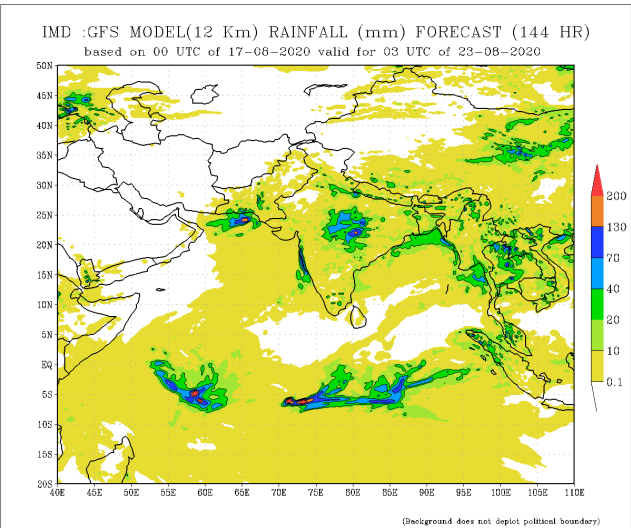 IMD :GFS MODEL(12 Km) RAINFALL (mm) FORECAST (144 HR)
based on 00 UTC of 17-08-2020 valid for 03 UTC of 23-08-2020
50N
45N
40N
35N
30N
25N
20N
15N
10N
5N
EQ
5S
10S
15S
20S
40E 45E 50E 55E 60E 65E 70E 75E 80E 85E 90E 95E 100E 105E 110E
200
130
70
40
20
10
0.1
(Background does not depict political boundary)